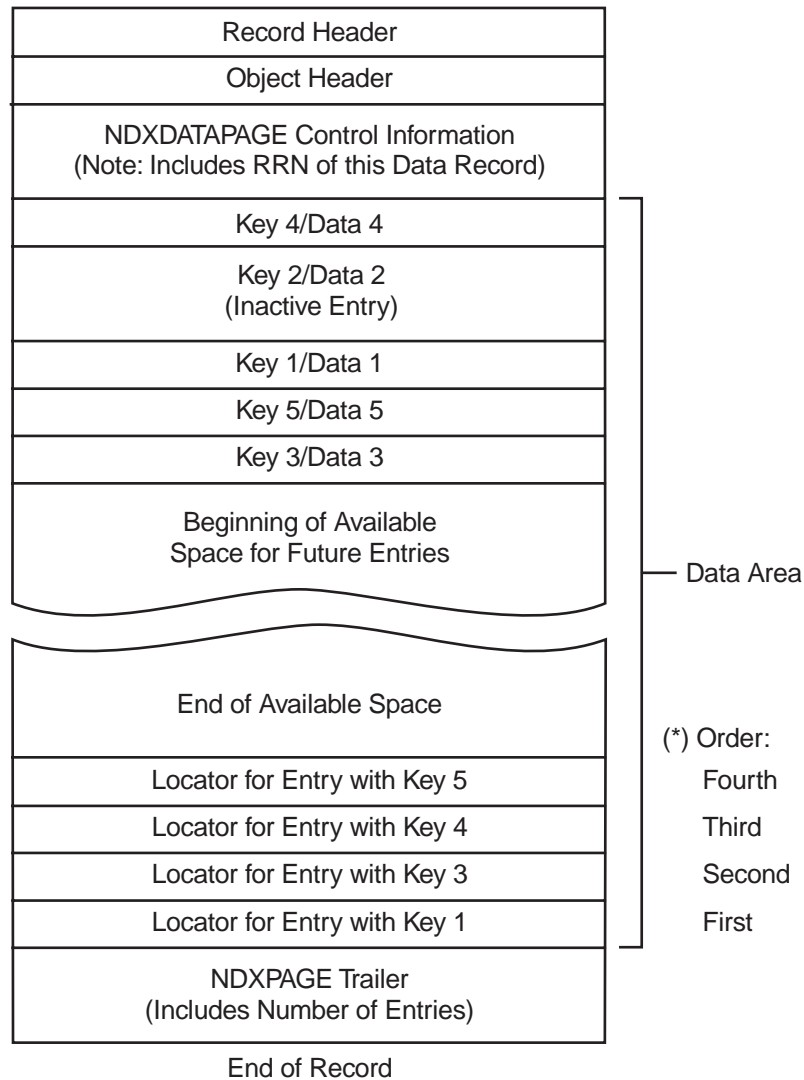 Record Header
Object Header
NDXDATAPAGE Control Information
(Note: Includes RRN of this Data Record)
Key 4/Data 4
Key 2/Data 2
(Inactive Entry)
Key 1/Data 1
Key 5/Data 5
Key 3/Data 3
Beginning of Available
Space for Future Entries
Data Area
End of Available Space
(*) Order:
Locator for Entry with Key 5
Fourth
Locator for Entry with Key 4
Third
Locator for Entry with Key 3
Second
Locator for Entry with Key 1
First
NDXPAGE Trailer
(Includes Number of Entries)
End of Record